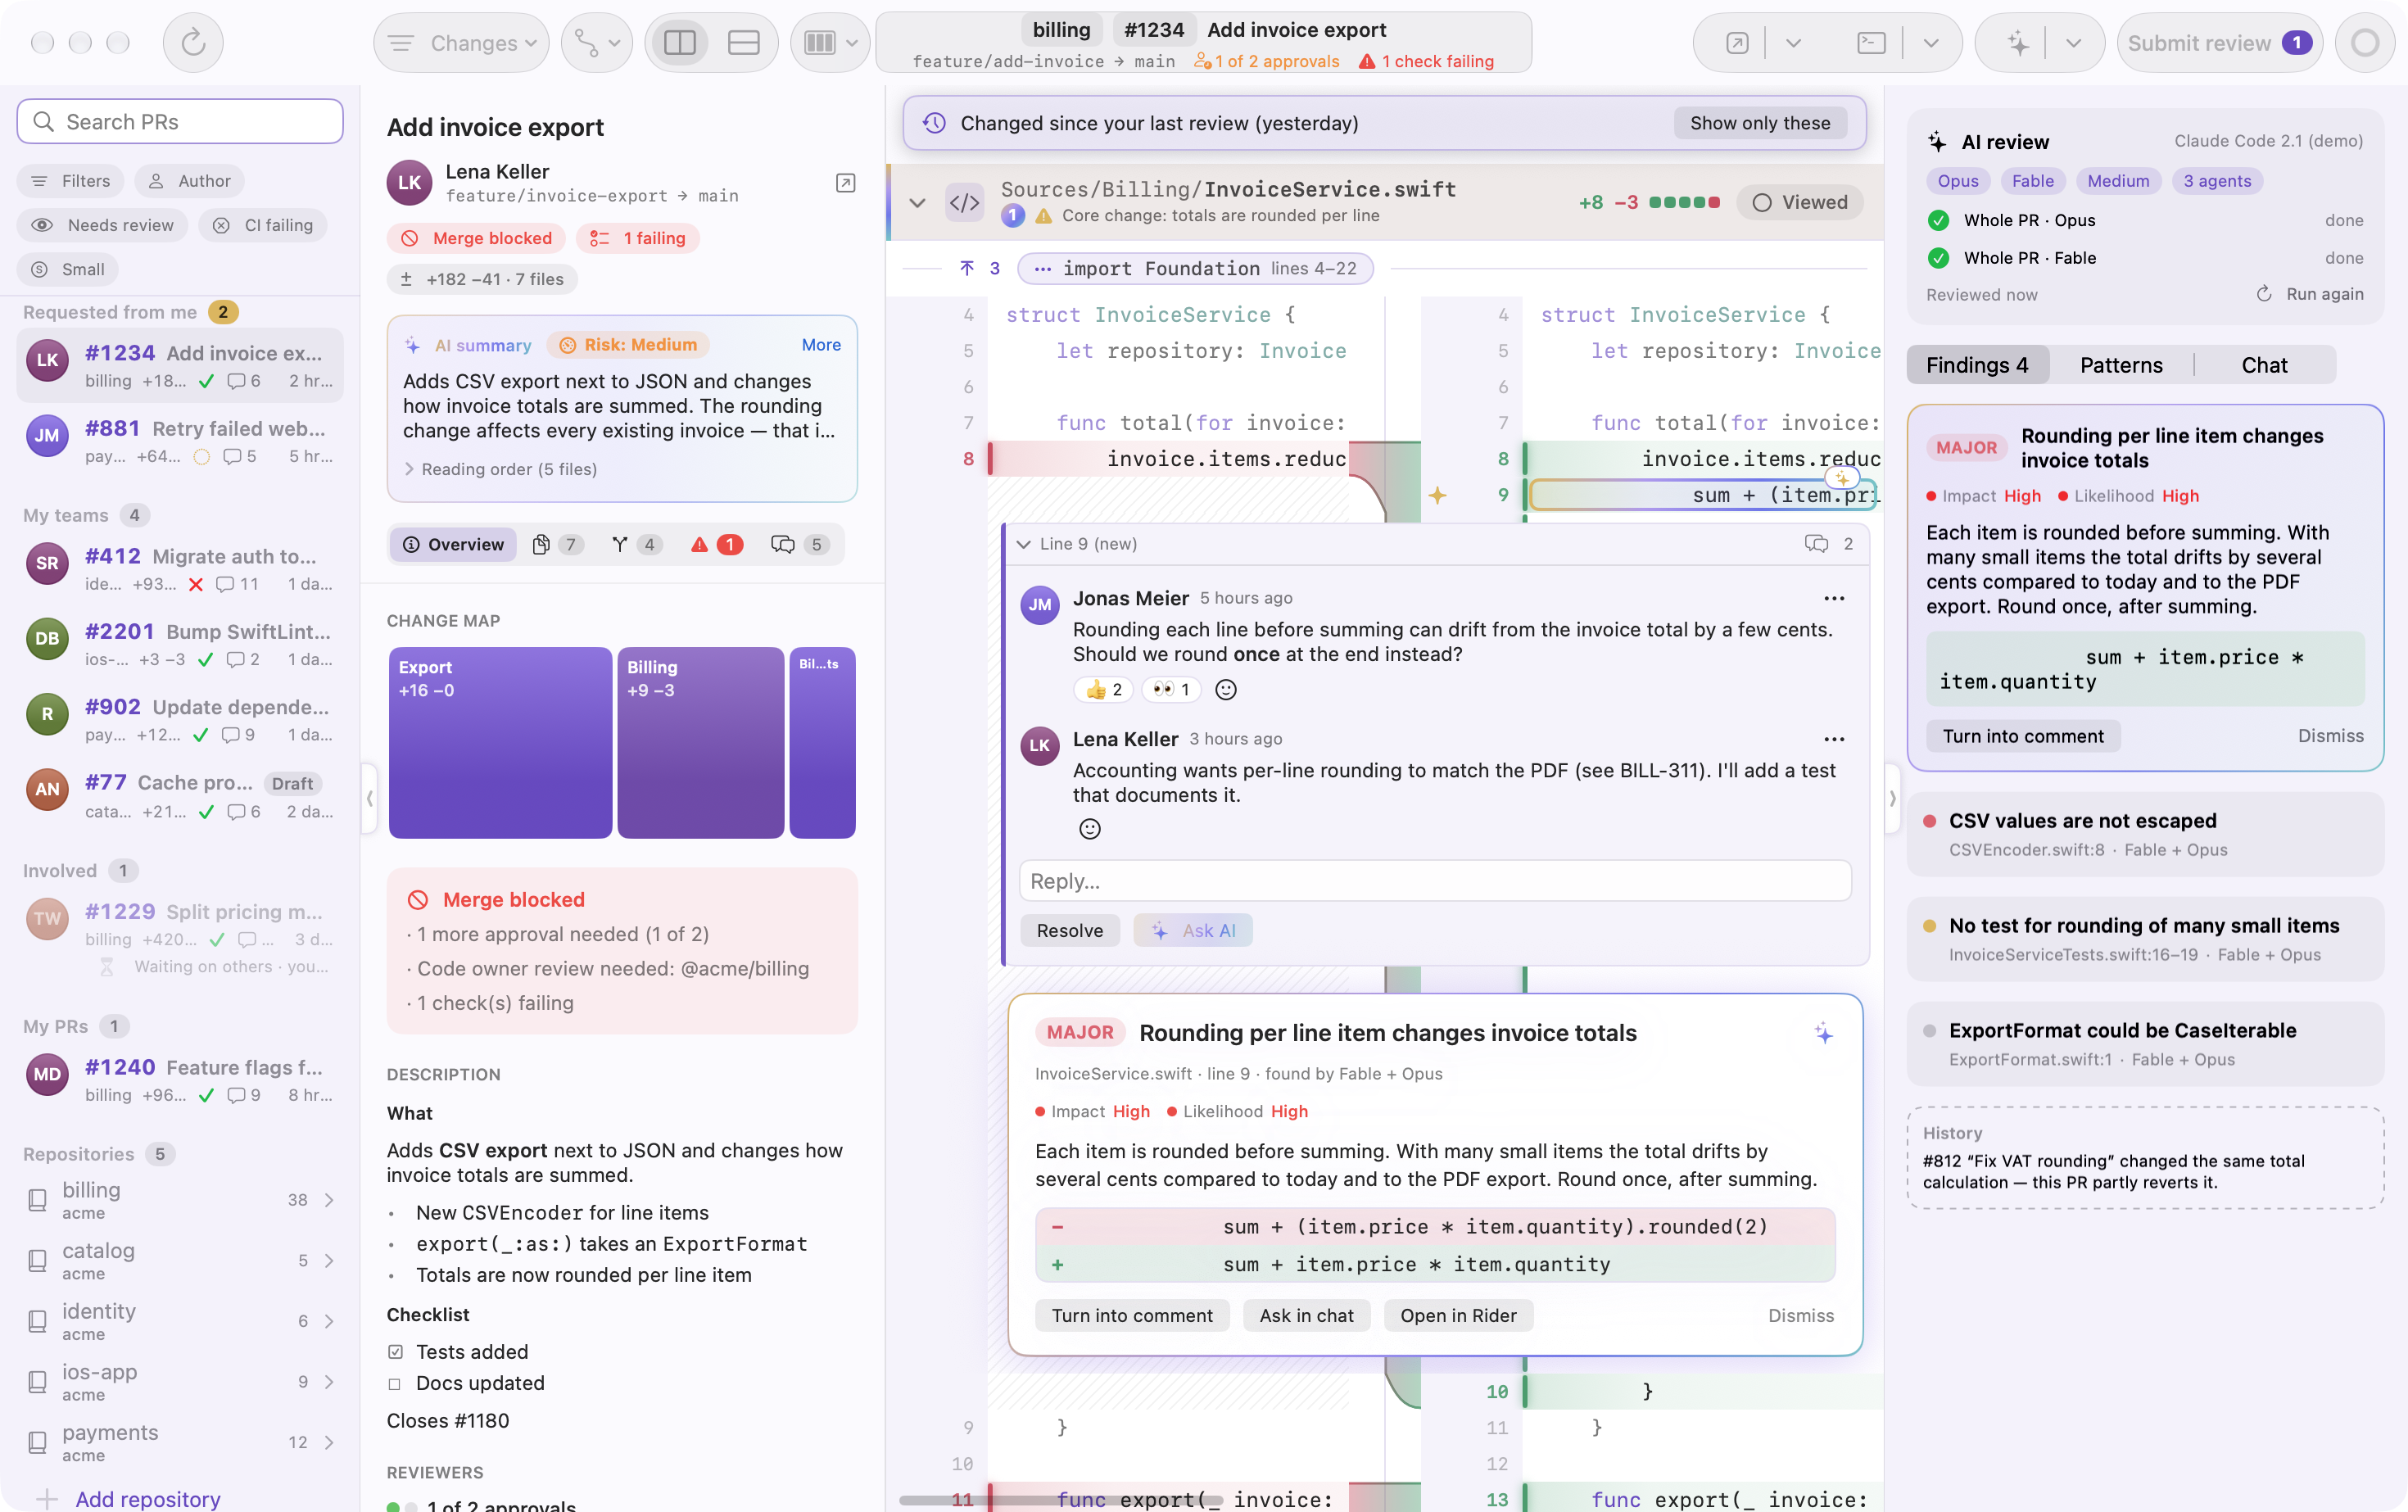 Changes
billing #1234 Add invoice export
feature/add-invoice → main 1 of 2 approvals 1 check failing
Submit review 1
Search PRs
Filters Author
Needs review CI failing
Small
Requested from me 2
LK #1234 Add invoice ex...
billing +18... 6 2 hr...
JM #881 Retry failed web...
pay... +64... 5 5 hr...
My teams 4
SR #412 Migrate auth to...
ide... +93... 11 1 da...
DB #2201 Bump SwiftLint...
ios-... +3 −3 2 1 da...
R #902 Update depende...
pay... +12... 9 1 da...
AN #77 Cache pro... Draft
cata... +21... 6 2 da...
Involved 1
TW #1229 Split pricing m...
billing +420... ... 3 d...
Waiting on others · you...
My PRs 1
MD #1240 Feature flags f...
billing +96... 9 8 hr...
Repositories 5
billing 38
acme
catalog 5
acme
identity 6
acme
ios-app 9
acme
payments 12
acme
Add repository
Add invoice export
LK Lena Keller
feature/invoice-export → main
Merge blocked 1 failing
+182 −41 · 7 files
AI summary Risk: Medium More
Adds CSV export next to JSON and changes
how invoice totals are summed. The rounding
change affects every existing invoice — that i...
Reading order (5 files)
Overview 7 4 1 5
CHANGE MAP
Export
+16 −0
Billing
+9 −3
Bil...ts
Merge blocked
· 1 more approval needed (1 of 2)
· Code owner review needed: @acme/billing
· 1 check(s) failing
DESCRIPTION
What
Adds CSV export next to JSON and changes how
invoice totals are summed.
• New CSVEncoder for line items
• export(_:as:) takes an ExportFormat
• Totals are now rounded per line item
Checklist
Tests added
Docs updated
Closes #1180
REVIEWERS
1 of 2 approvals
Changed since your last review (yesterday) Show only these
Sources/Billing/InvoiceService.swift
1 Core change: totals are rounded per line
+8 −3 Viewed
3 ··· import Foundation lines 4–22
4 struct InvoiceService { 4 struct InvoiceService {
5 let repository: Invoice 5 let repository: Invoice
6 6
7 func total(for invoice: 7 func total(for invoice:
8 invoice.items.reduc 8 invoice.items.reduc
9 sum + (item.pri
Line 9 (new) 2
JM Jonas Meier 5 hours ago
Rounding each line before summing can drift from the invoice total by a few cents.
Should we round once at the end instead?
👍 2 👀 1
LK Lena Keller 3 hours ago
Accounting wants per-line rounding to match the PDF (see BILL-311). I'll add a test
that documents it.
Reply...
Resolve Ask AI
MAJOR Rounding per line item changes invoice totals
InvoiceService.swift · line 9 · found by Fable + Opus
Impact High Likelihood High
Each item is rounded before summing. With many small items the total drifts by
several cents compared to today and to the PDF export. Round once, after summing.
− sum + (item.price * item.quantity).rounded(2)
+ sum + item.price * item.quantity
Turn into comment Ask in chat Open in Rider Dismiss
10 }
9 } 11 }
10 12
11 func export(_ invoice: 13 func export(_ invoice:
AI review Claude Code 2.1 (demo)
Opus Fable Medium 3 agents
Whole PR · Opus done
Whole PR · Fable done
Reviewed now Run again
Findings 4 Patterns Chat
MAJOR Rounding per line item changes
invoice totals
Impact High Likelihood High
Each item is rounded before summing. With
many small items the total drifts by several
cents compared to today and to the PDF
export. Round once, after summing.
sum + item.price *
item.quantity
Turn into comment Dismiss
CSV values are not escaped
CSVEncoder.swift:8 · Fable + Opus
No test for rounding of many small items
InvoiceServiceTests.swift:16–19 · Fable + Opus
ExportFormat could be CaseIterable
ExportFormat.swift:1 · Fable + Opus
History
#812 “Fix VAT rounding” changed the same total
calculation — this PR partly reverts it.